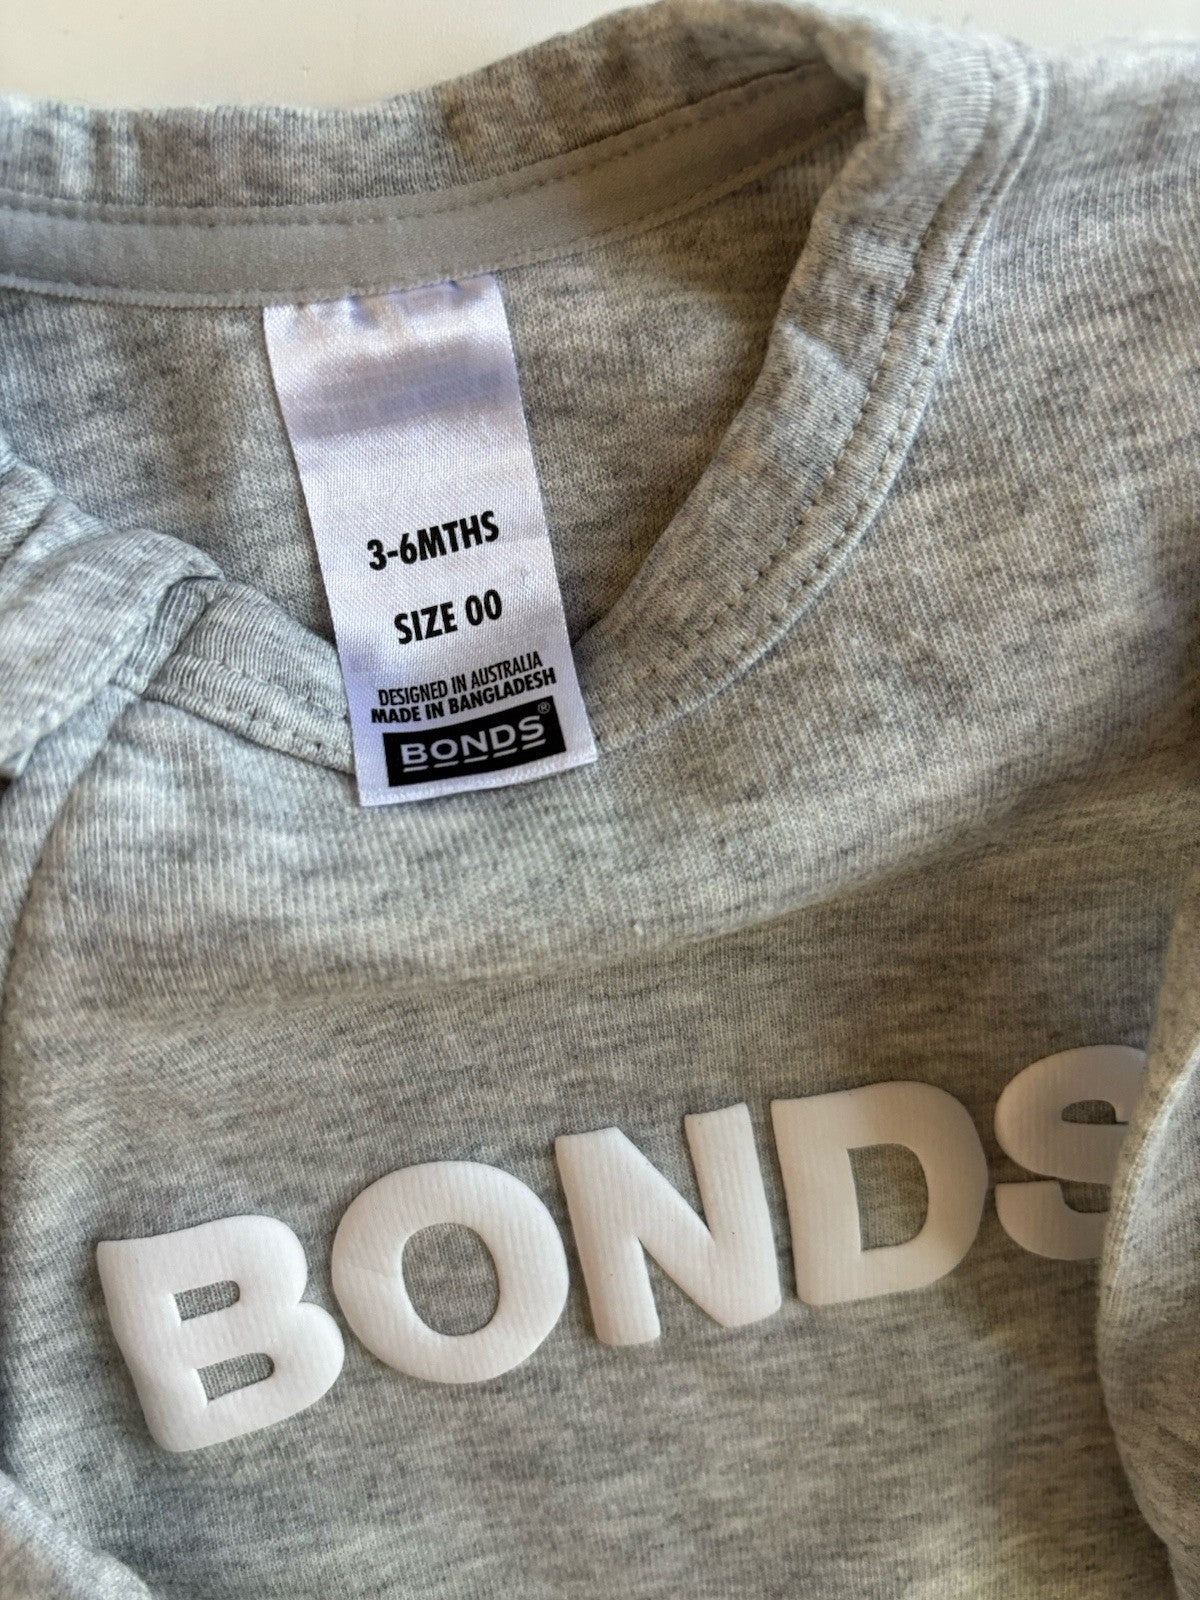 3-6MTHS
SIZE 00
DESIGNED IN AUSTRALIA
MADE IN BANGLADESH
BONDS®
BONDS